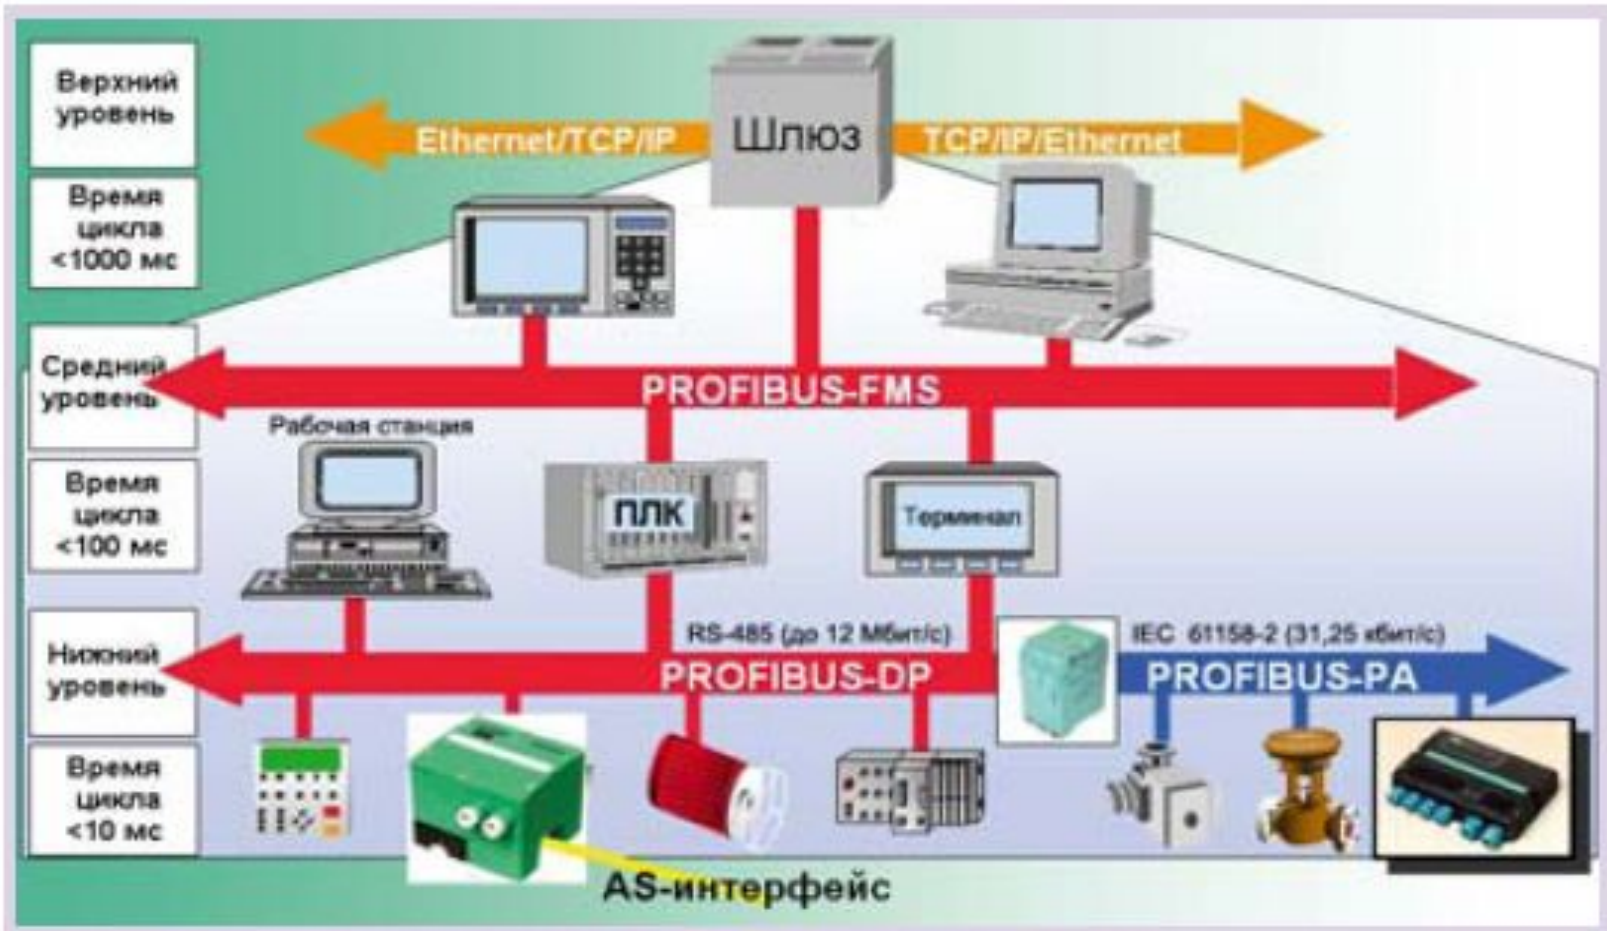 Верхний
уровень
Ethernet/TCP/IP
Шлюз
TCP/IP/Ethernet
Время
цикла
<1000 мс
Средний
уровень
PROFIBUS-FMS
Рабочая станция
Время
цикла
<100 мс
ПЛК
Терминал
Нижний
уровень
RS-485 (до 12 Мбит/с)
PROFIBUS-DP
IEC 61158-2 (31,25 кбит/с)
PROFIBUS-PA
Время
цикла
<10 мс
AS-интерфейс